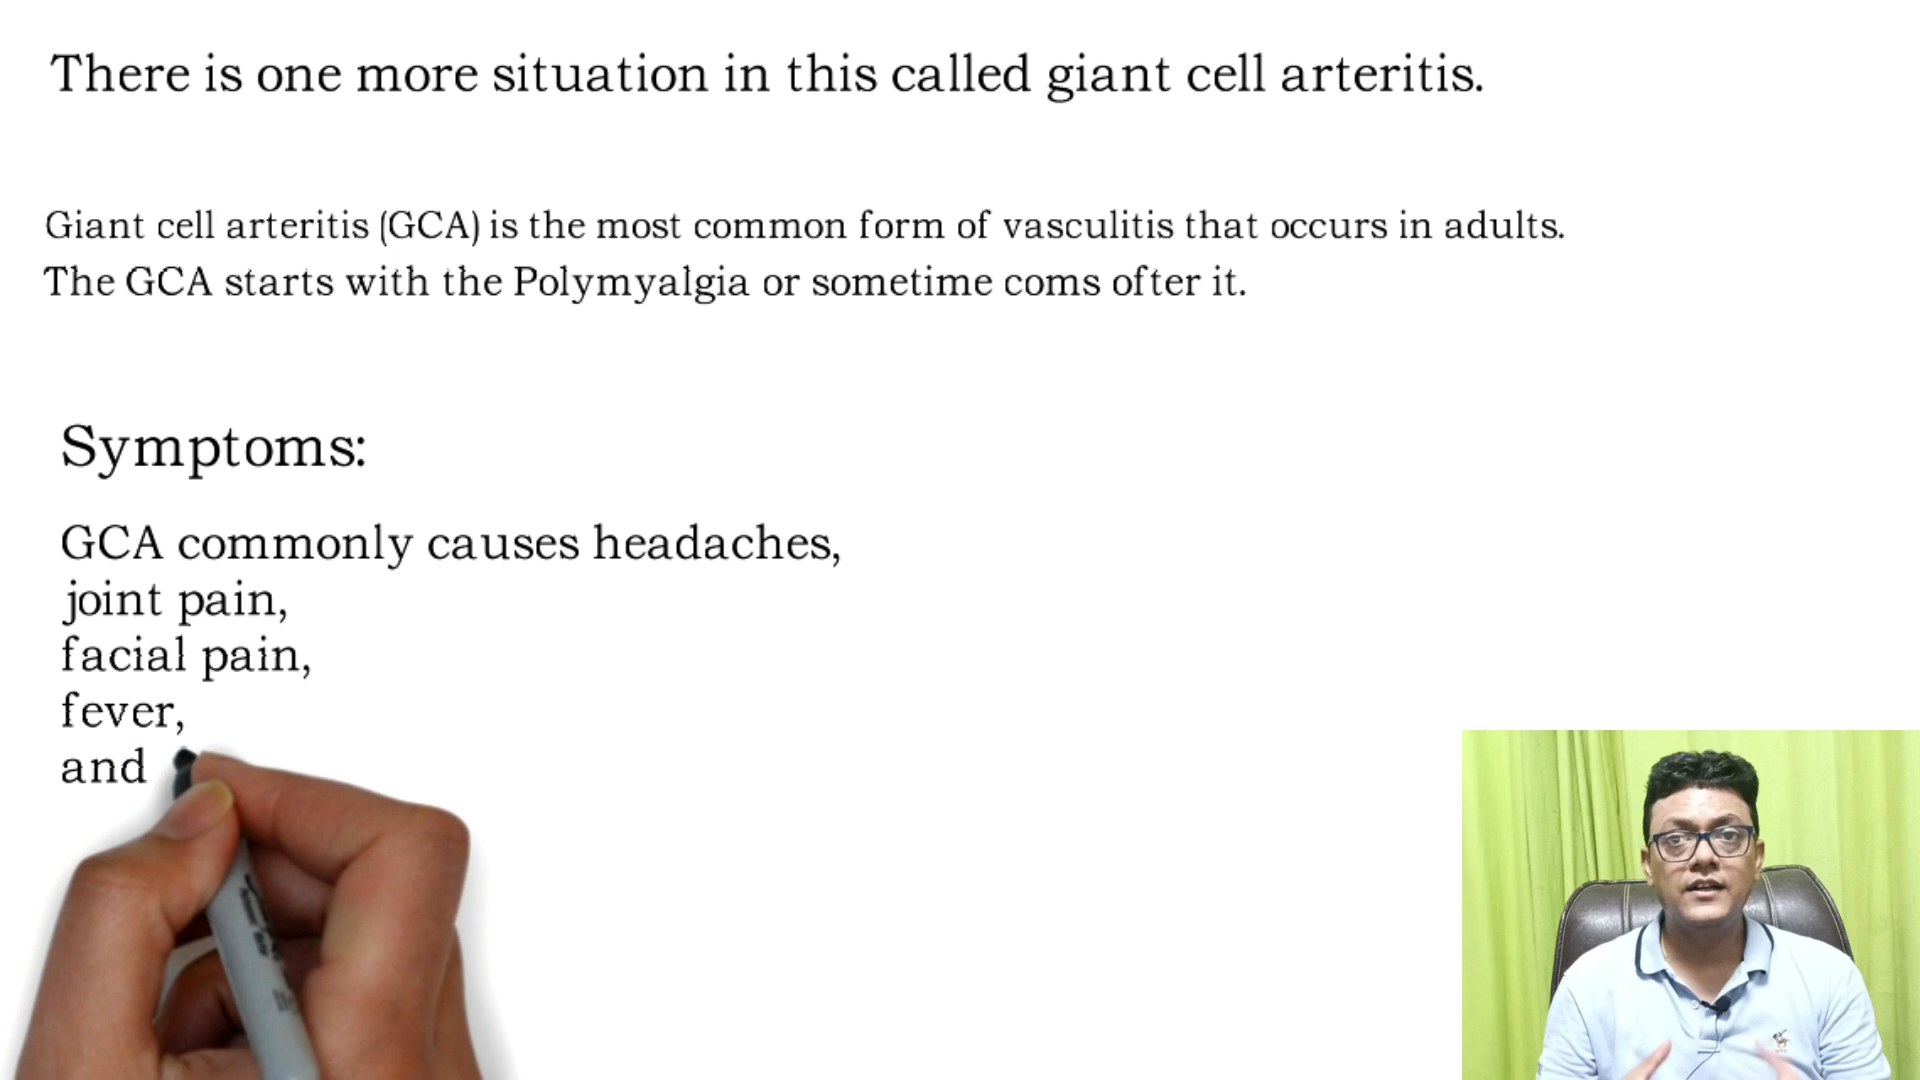 There is one more situation in this called giant cell arteritis.
Giant cell arteritis (GCA) is the most common form of vasculitis that occurs in adults.
The GCA starts with the Polymyalgia or sometime coms ofter it.
Symptoms:
GCA commonly causes headaches,
joint pain,
facial pain,
fever,
and